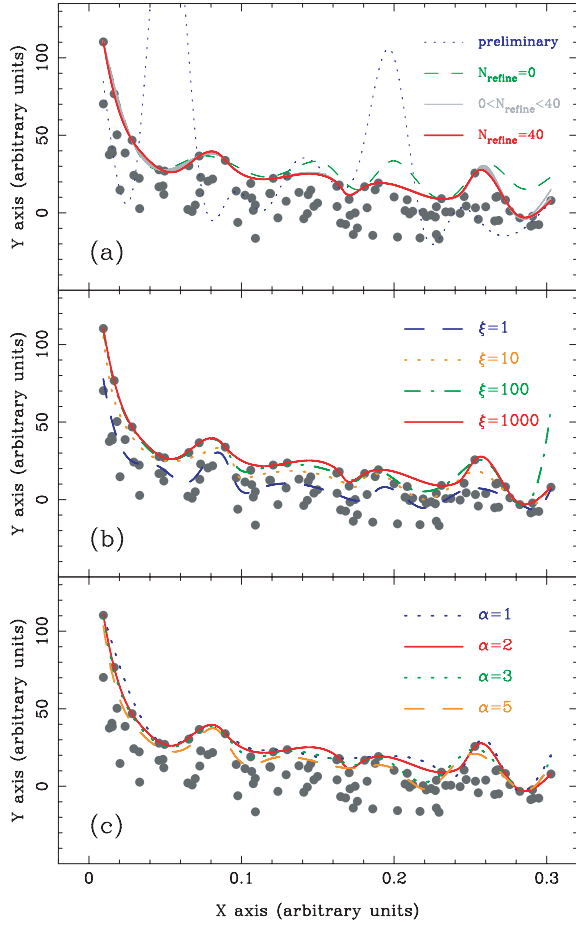 preliminary
N_refine=0
0<N_refine<40
N_refine=40
100
50
0
Y axis (arbitrary units)
(a)
ξ=1
ξ=10
ξ=100
ξ=1000
100
50
0
Y axis (arbitrary units)
(b)
α=1
α=2
α=3
α=5
100
50
0
Y axis (arbitrary units)
(c)
0 0.1 0.2 0.3
X axis (arbitrary units)